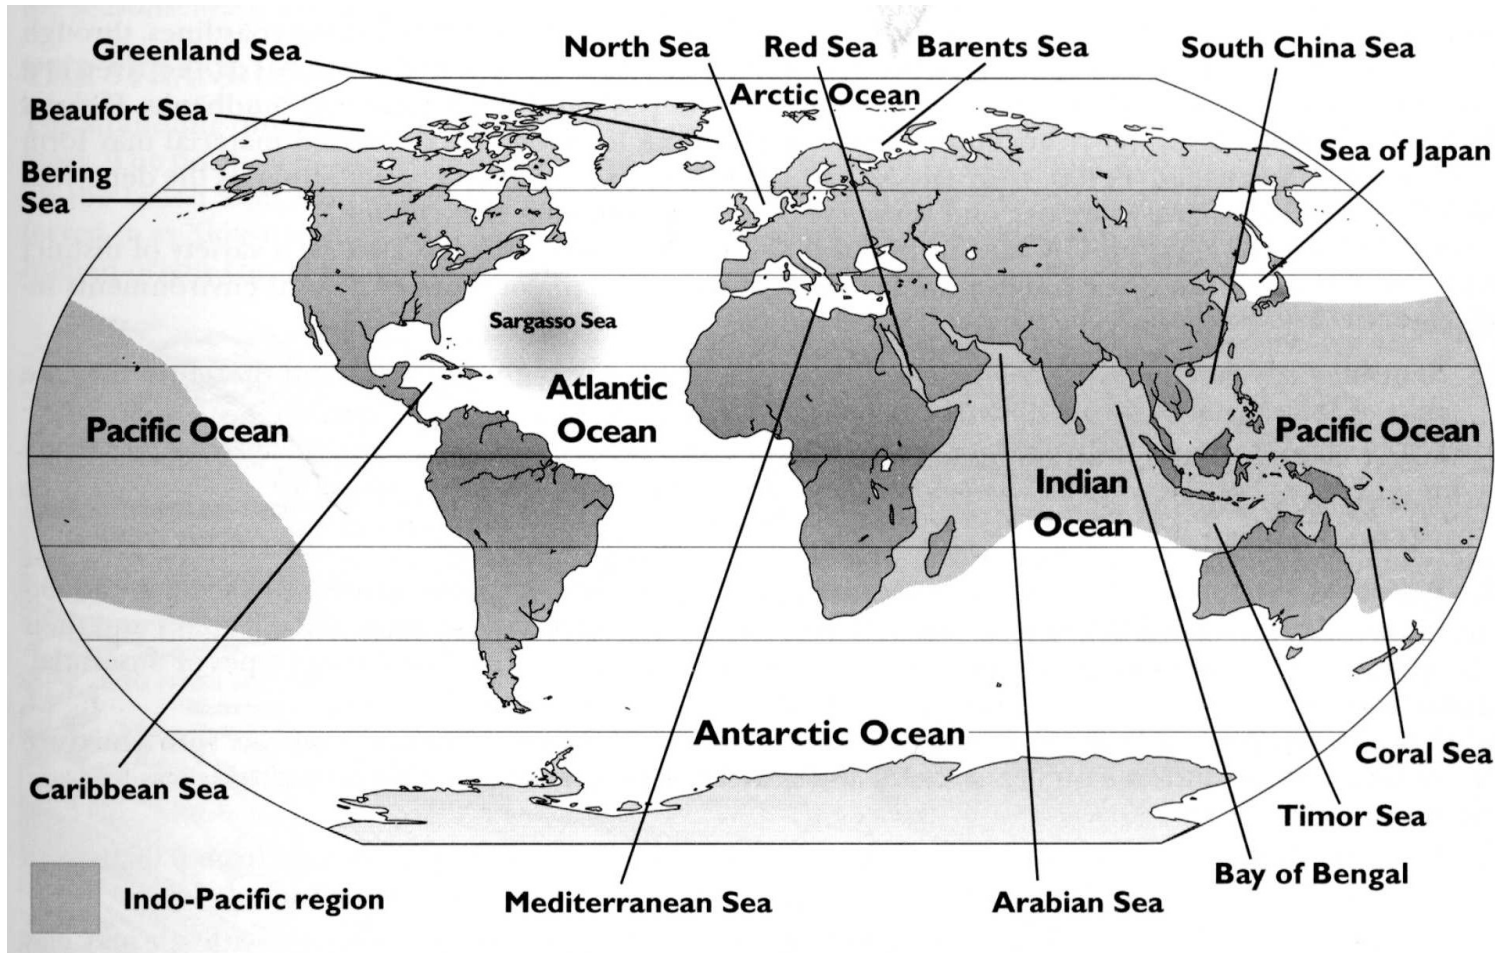 Greenland Sea
North Sea
Red Sea
Barents Sea
South China Sea
Arctic Ocean
Beaufort Sea
Sea of Japan
Bering
Sea
Sargasso Sea
Atlantic
Ocean
Pacific Ocean
Pacific Ocean
Indian
Ocean
Antarctic Ocean
Coral Sea
Caribbean Sea
Timor Sea
Bay of Bengal
Indo-Pacific region
Mediterranean Sea
Arabian Sea